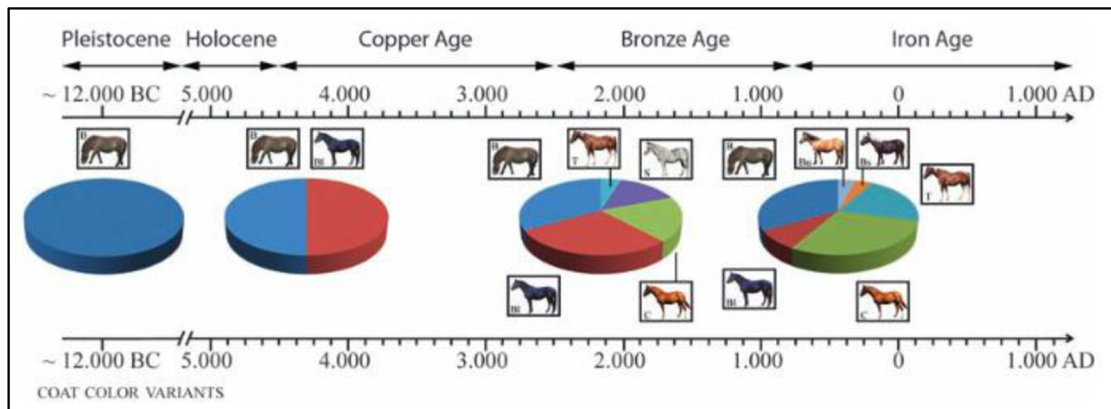 Pleistocene Holocene Copper Age Bronze Age Iron Age
~ 12.000 BC 5.000 4.000 3.000 2.000 1.000 0 1.000 AD
B B Bl B T S B Bu Bs T
Bl C Bl C
~ 12.000 BC 5.000 4.000 3.000 2.000 1.000 0 1.000 AD
COAT COLOR VARIANTS